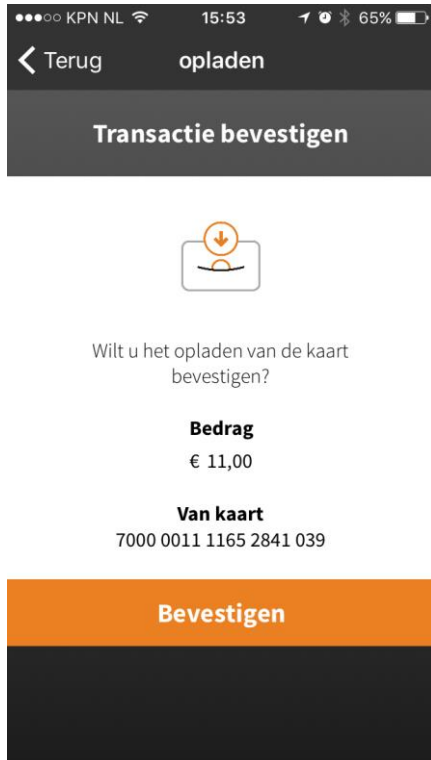 KPN NL 15:53 65%
Terug opladen
Transactie bevestigen
Wilt u het opladen van de kaart
bevestigen?
Bedrag
€ 11,00
Van kaart
7000 0011 1165 2841 039
Bevestigen